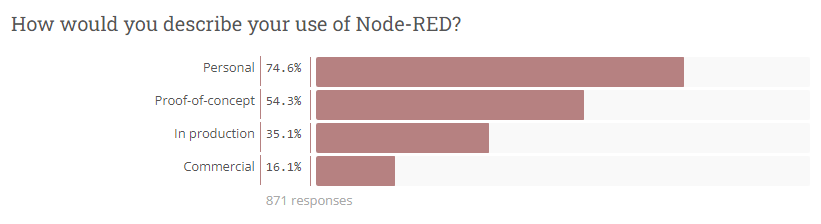 How would you describe your use of Node-RED?
Personal 74.6%
Proof-of-concept 54.3%
In production 35.1%
Commercial 16.1%
871 responses